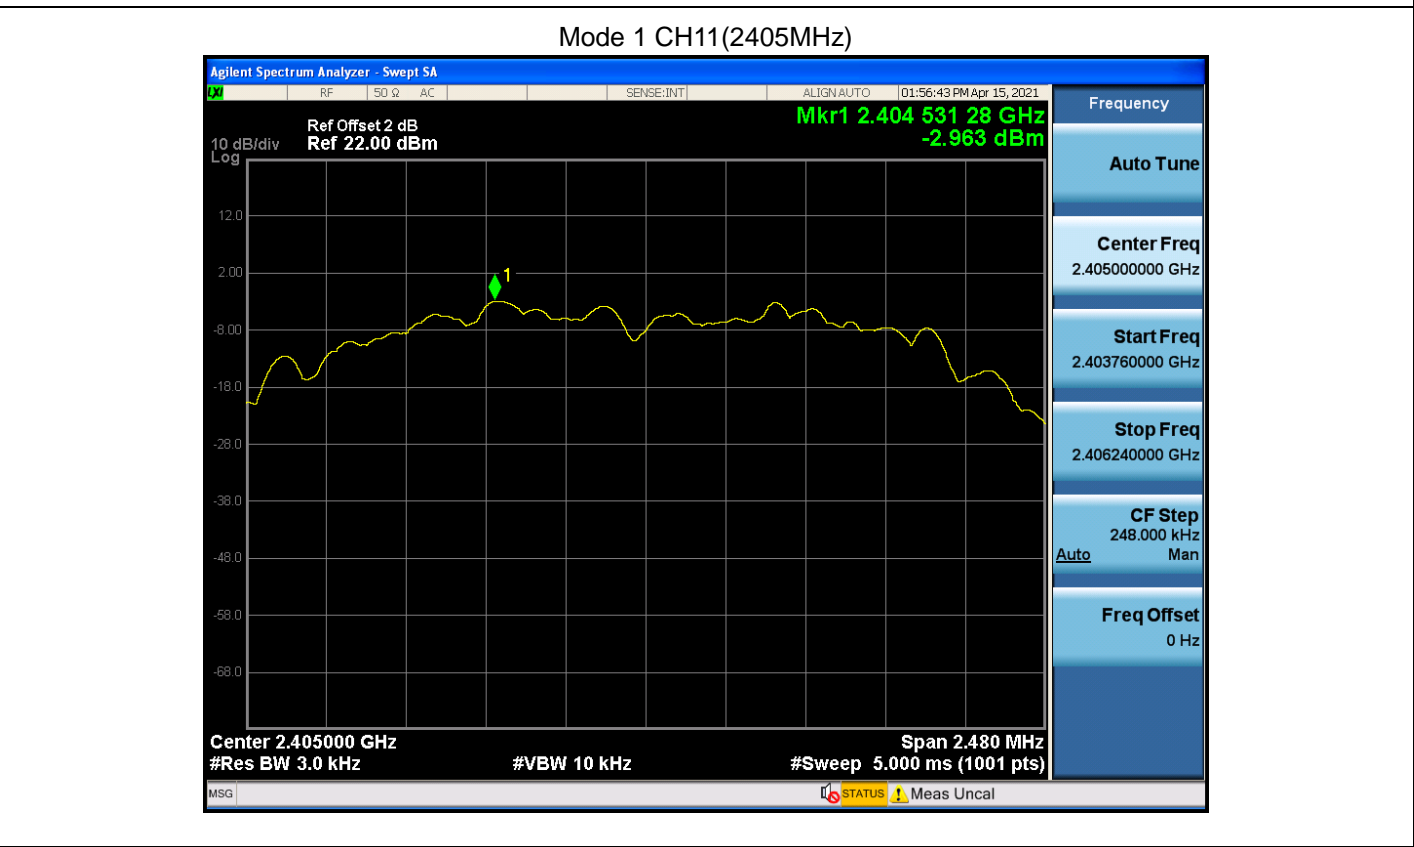 Mode 1 CH11(2405MHz)
Agilent Spectrum Analyzer - Swept SA
LXI RF 50 Ω AC SENSE:INT ALIGN AUTO 01:56:43 PM Apr 15, 2021
Frequency
Mkr1 2.404 531 28 GHz
-2.963 dBm
Ref Offset 2 dB
10 dB/div Ref 22.00 dBm
Log
12.0
2.00
1
-8.00
-18.0
-28.0
-38.0
-48.0
-58.0
-68.0
Center 2.405000 GHz Span 2.480 MHz
#Res BW 3.0 kHz #VBW 10 kHz #Sweep 5.000 ms (1001 pts)
Auto Tune
Center Freq
2.405000000 GHz
Start Freq
2.403760000 GHz
Stop Freq
2.406240000 GHz
CF Step
248.000 kHz
Auto Man
Freq Offset
0 Hz
MSG STATUS Meas Uncal